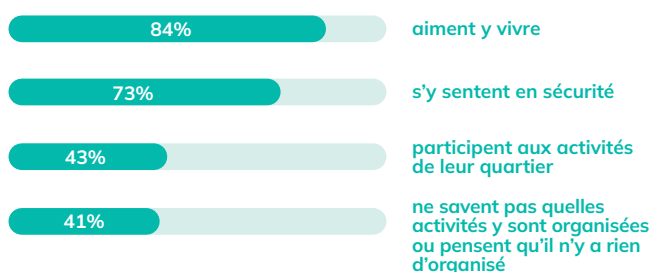 84%
aiment y vivre
73%
s'y sentent en sécurité
43%
participent aux activités
de leur quartier
41%
ne savent pas quelles
activités y sont organisées
ou pensent qu'il n'y a rien
d'organisé